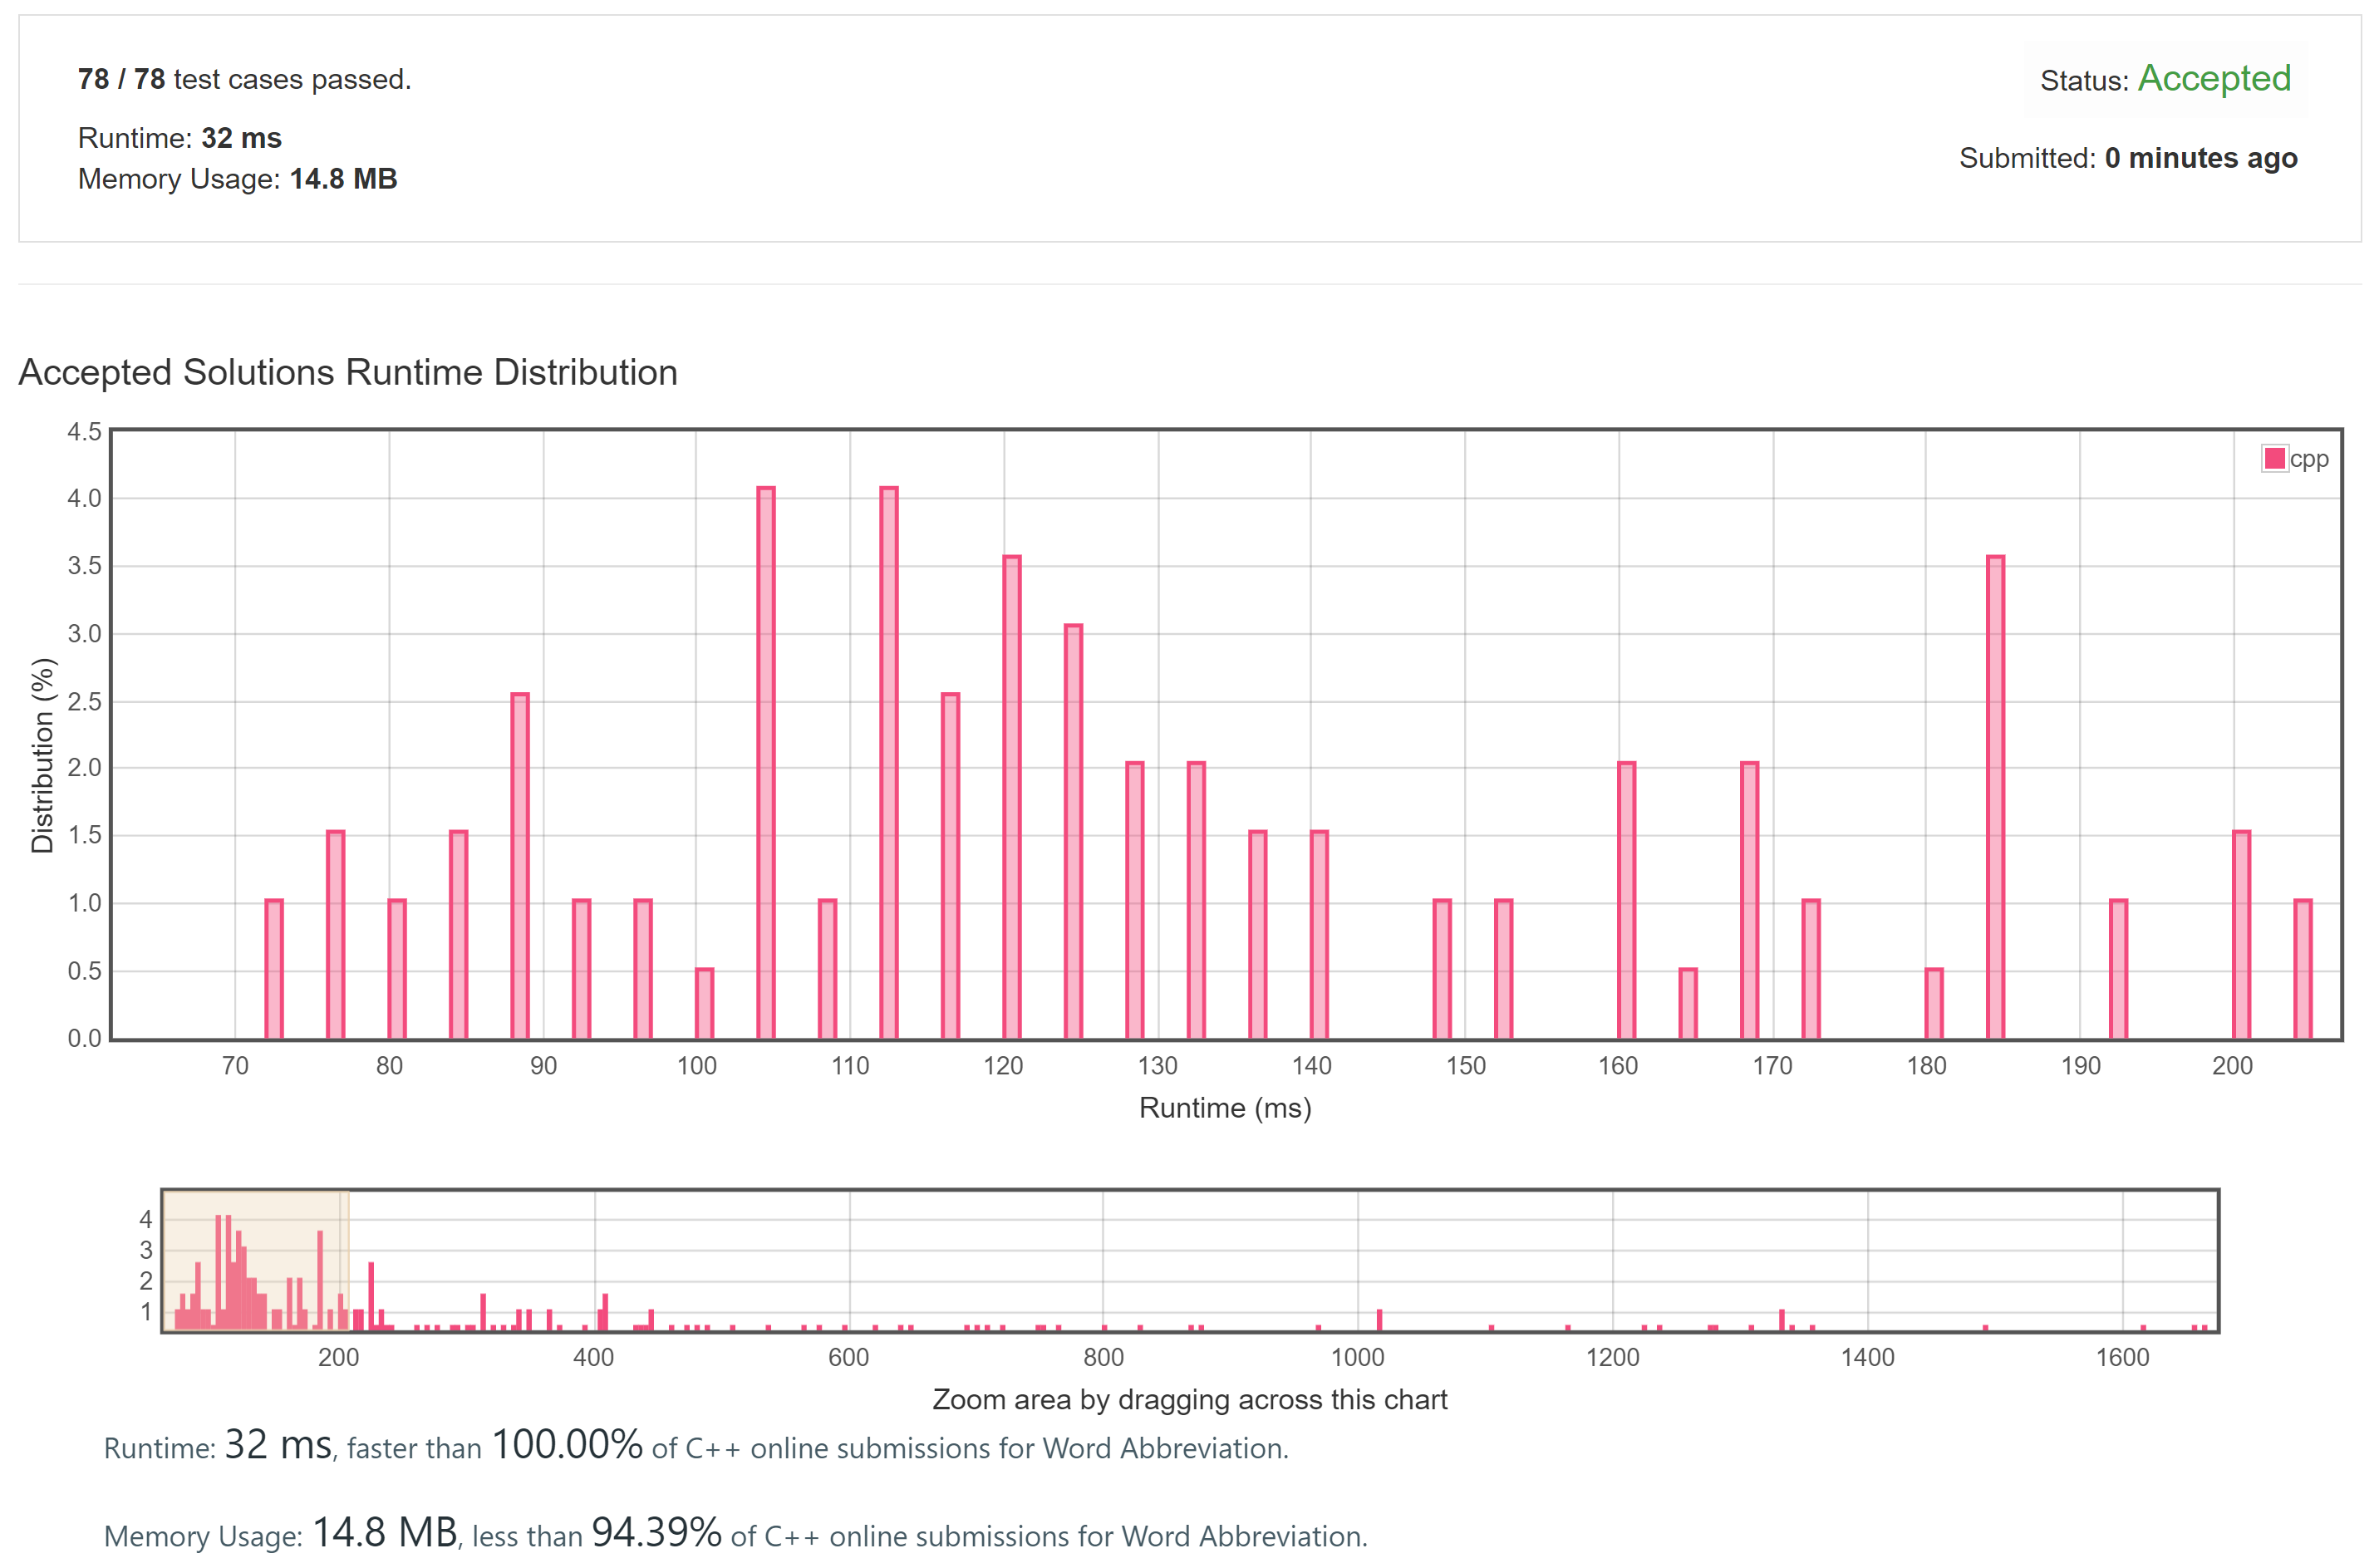 78 / 78 test cases passed.
Status: Accepted
Runtime: 32 ms
Submitted: 0 minutes ago
Memory Usage: 14.8 MB
Accepted Solutions Runtime Distribution
4.5
4.0
3.5
3.0
2.5
2.0
1.5
1.0
0.5
0.0
Distribution (%)
cpp
70 80 90 100 110 120 130 140 150 160 170 180 190 200
Runtime (ms)
4
3
2
1
200 400 600 800 1000 1200 1400 1600
Zoom area by dragging across this chart
Runtime: 32 ms, faster than 100.00% of C++ online submissions for Word Abbreviation.
Memory Usage: 14.8 MB, less than 94.39% of C++ online submissions for Word Abbreviation.